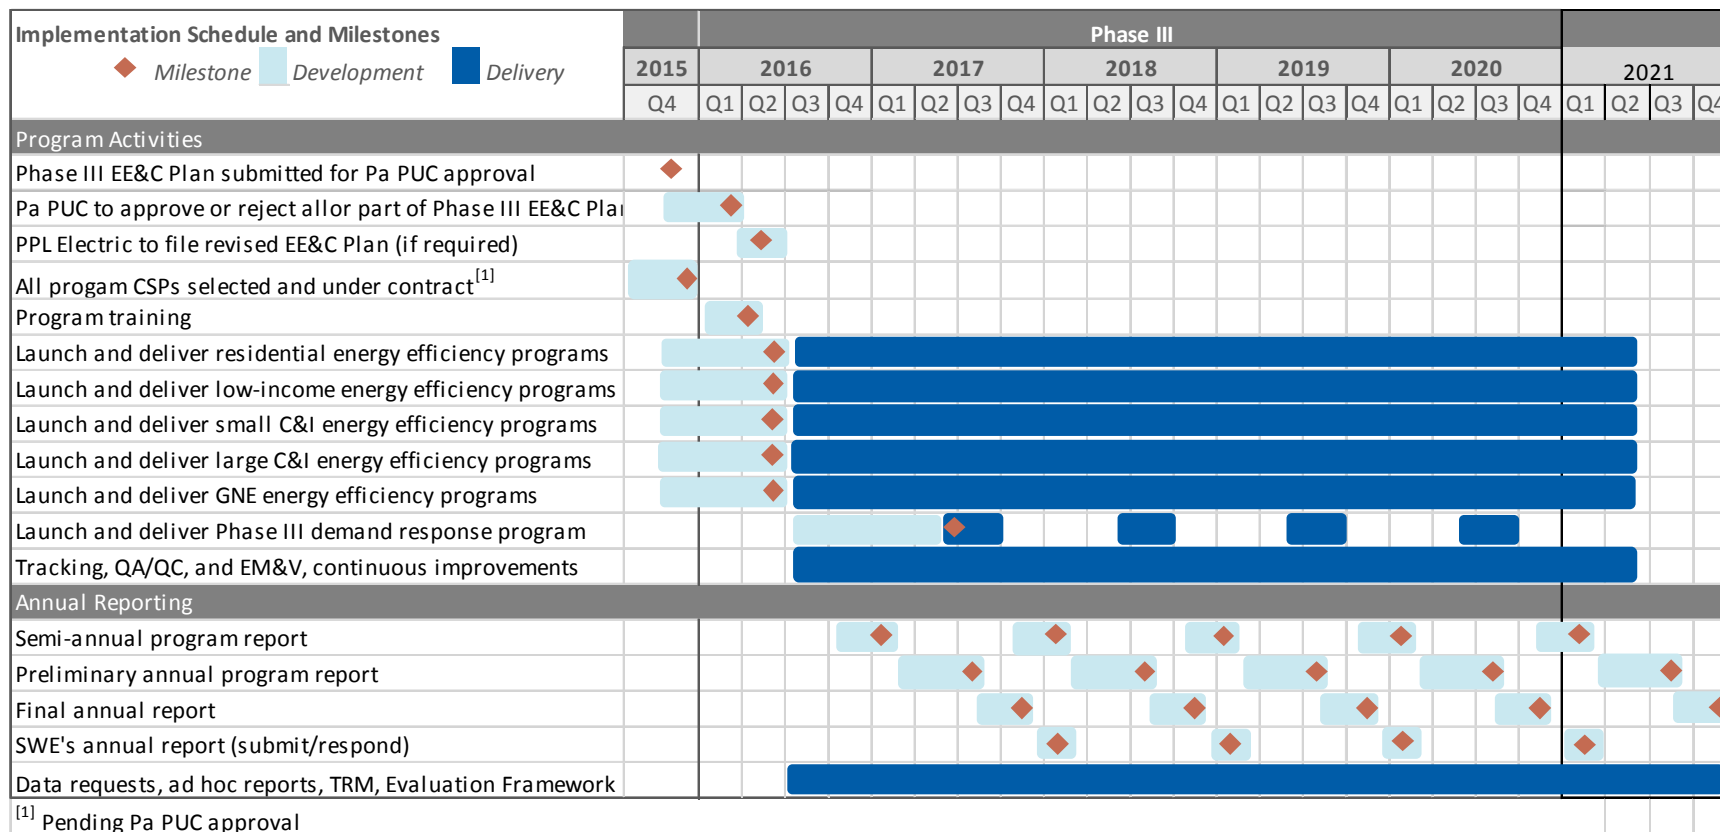 Implementation Schedule and Milestones
Phase III
Milestone Development Delivery
2015 2016 2017 2018 2019 2020 2021
Q4 Q1 Q2 Q3 Q4 Q1 Q2 Q3 Q4 Q1 Q2 Q3 Q4 Q1 Q2 Q3 Q4 Q1 Q2 Q3 Q4 Q1 Q2 Q3 Q4
Program Activities
Phase III EE&C Plan submitted for Pa PUC approval
Pa PUC to approve or reject allor part of Phase III EE&C Plan
PPL Electric to file revised EE&C Plan (if required)
All progam CSPs selected and under contract[1]
Program training
Launch and deliver residential energy efficiency programs
Launch and deliver low-income energy efficiency programs
Launch and deliver small C&I energy efficiency programs
Launch and deliver large C&I energy efficiency programs
Launch and deliver GNE energy efficiency programs
Launch and deliver Phase III demand response program
Tracking, QA/QC, and EM&V, continuous improvements
Annual Reporting
Semi-annual program report
Preliminary annual program report
Final annual report
SWE's annual report (submit/respond)
Data requests, ad hoc reports, TRM, Evaluation Framework
[1] Pending Pa PUC approval